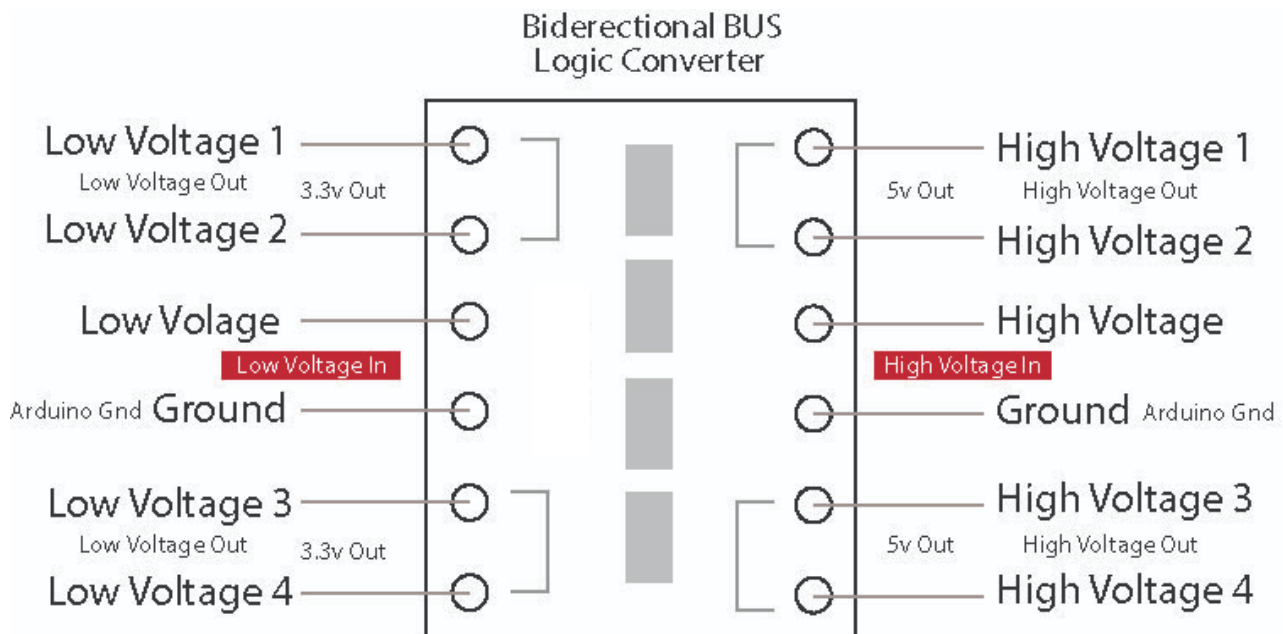 Biderectional BUS
Logic Converter
Low Voltage 1
High Voltage 1
Low Voltage Out
3.3v Out
5v Out
High Voltage Out
Low Voltage 2
High Voltage 2
Low Volage
High Voltage
Low Voltage In
High Voltage In
Arduino Gnd Ground
Ground Arduino Gnd
Low Voltage 3
High Voltage 3
Low Voltage Out
3.3v Out
5v Out
High Voltage Out
Low Voltage 4
High Voltage 4